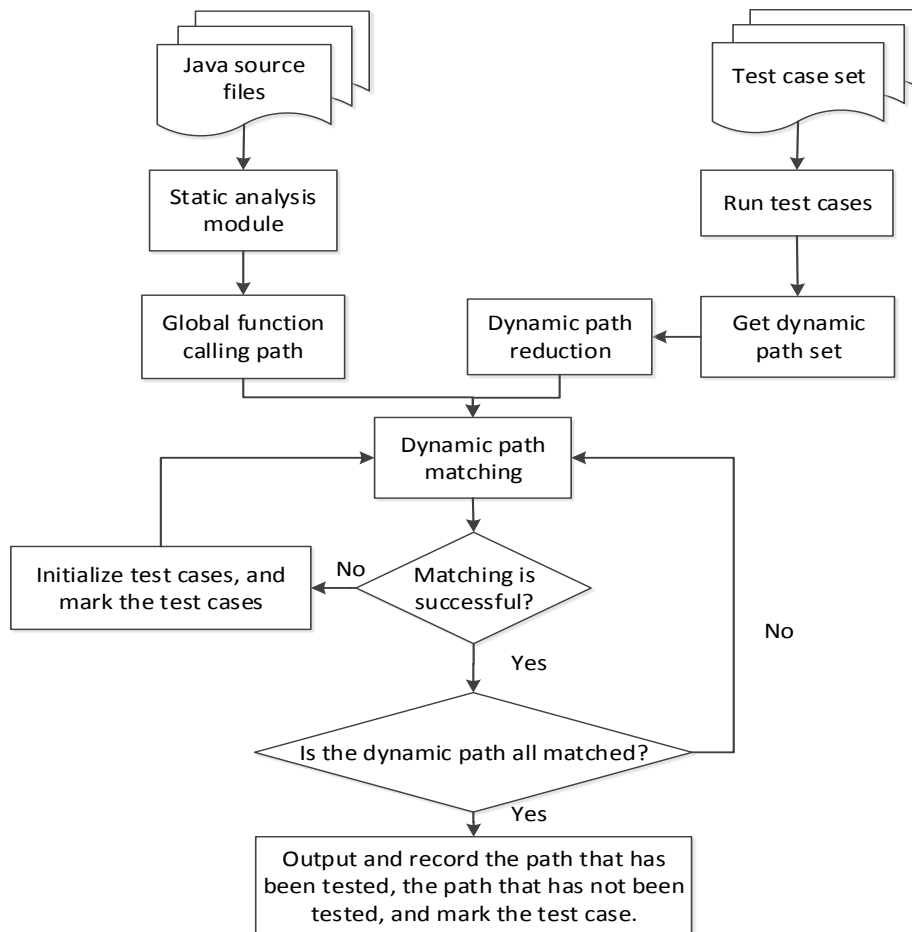 Java source
files
Test case set
Static analysis
module
Run test cases
Global function
calling path
Dynamic path
reduction
Get dynamic
path set
Dynamic path
matching
Initialize test cases, and
mark the test cases
No
Matching is
successful?
No
Yes
Is the dynamic path all matched?
Yes
Output and record the path that has
been tested, the path that has not been
tested, and mark the test case.